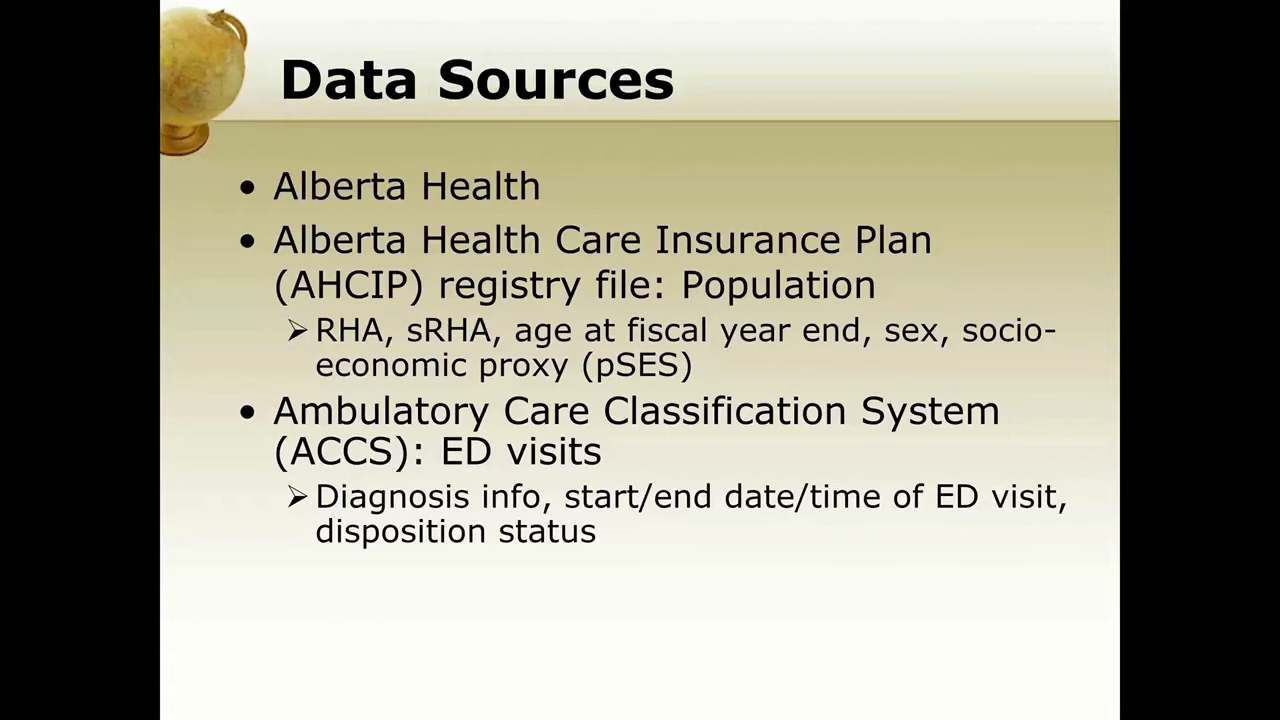 Data Sources
• Alberta Health
• Alberta Health Care Insurance Plan
(AHCIP) registry file: Population
➢ RHA, sRHA, age at fiscal year end, sex, socio-
economic proxy (pSES)
• Ambulatory Care Classification System
(ACCS): ED visits
➢ Diagnosis info, start/end date/time of ED visit,
disposition status